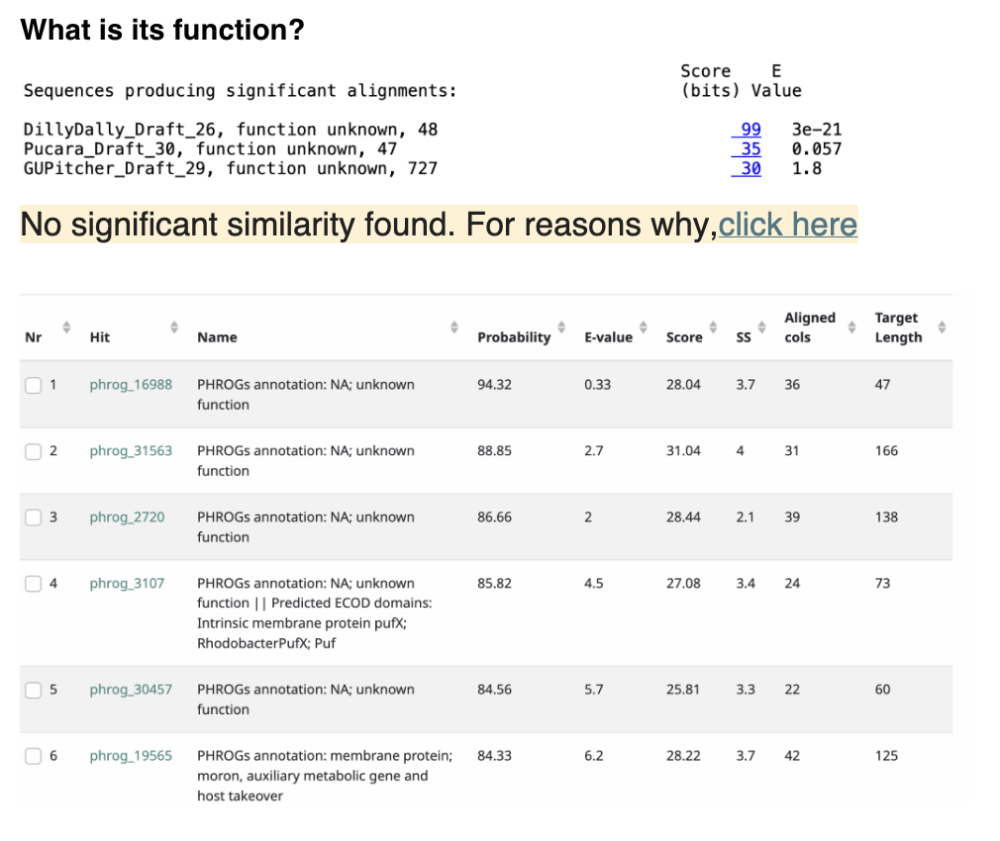 What is its function?
Score E
Sequences producing significant alignments: (bits) Value
DillyDally_Draft_26, function unknown, 48 99 3e-21
Pucara_Draft_30, function unknown, 47 35 0.057
GUPitcher_Draft_29, function unknown, 727 30 1.8
No significant similarity found. For reasons why,click here
Nr Hit Name Probability E-value Score SS Aligned cols Target Length
1 phrog_16988 PHROGs annotation: NA; unknown 94.32 0.33 28.04 3.7 36 47
function
2 phrog_31563 PHROGs annotation: NA; unknown 88.85 2.7 31.04 4 31 166
function
3 phrog_2720 PHROGs annotation: NA; unknown 86.66 2 28.44 2.1 39 138
function
4 phrog_3107 PHROGs annotation: NA; unknown 85.82 4.5 27.08 3.4 24 73
function || Predicted ECOD domains:
Intrinsic membrane protein pufX;
RhodobacterPufX; Puf
5 phrog_30457 PHROGs annotation: NA; unknown 84.56 5.7 25.81 3.3 22 60
function
6 phrog_19565 PHROGs annotation: membrane protein; 84.33 6.2 28.22 3.7 42 125
moron, auxiliary metabolic gene and
host takeover